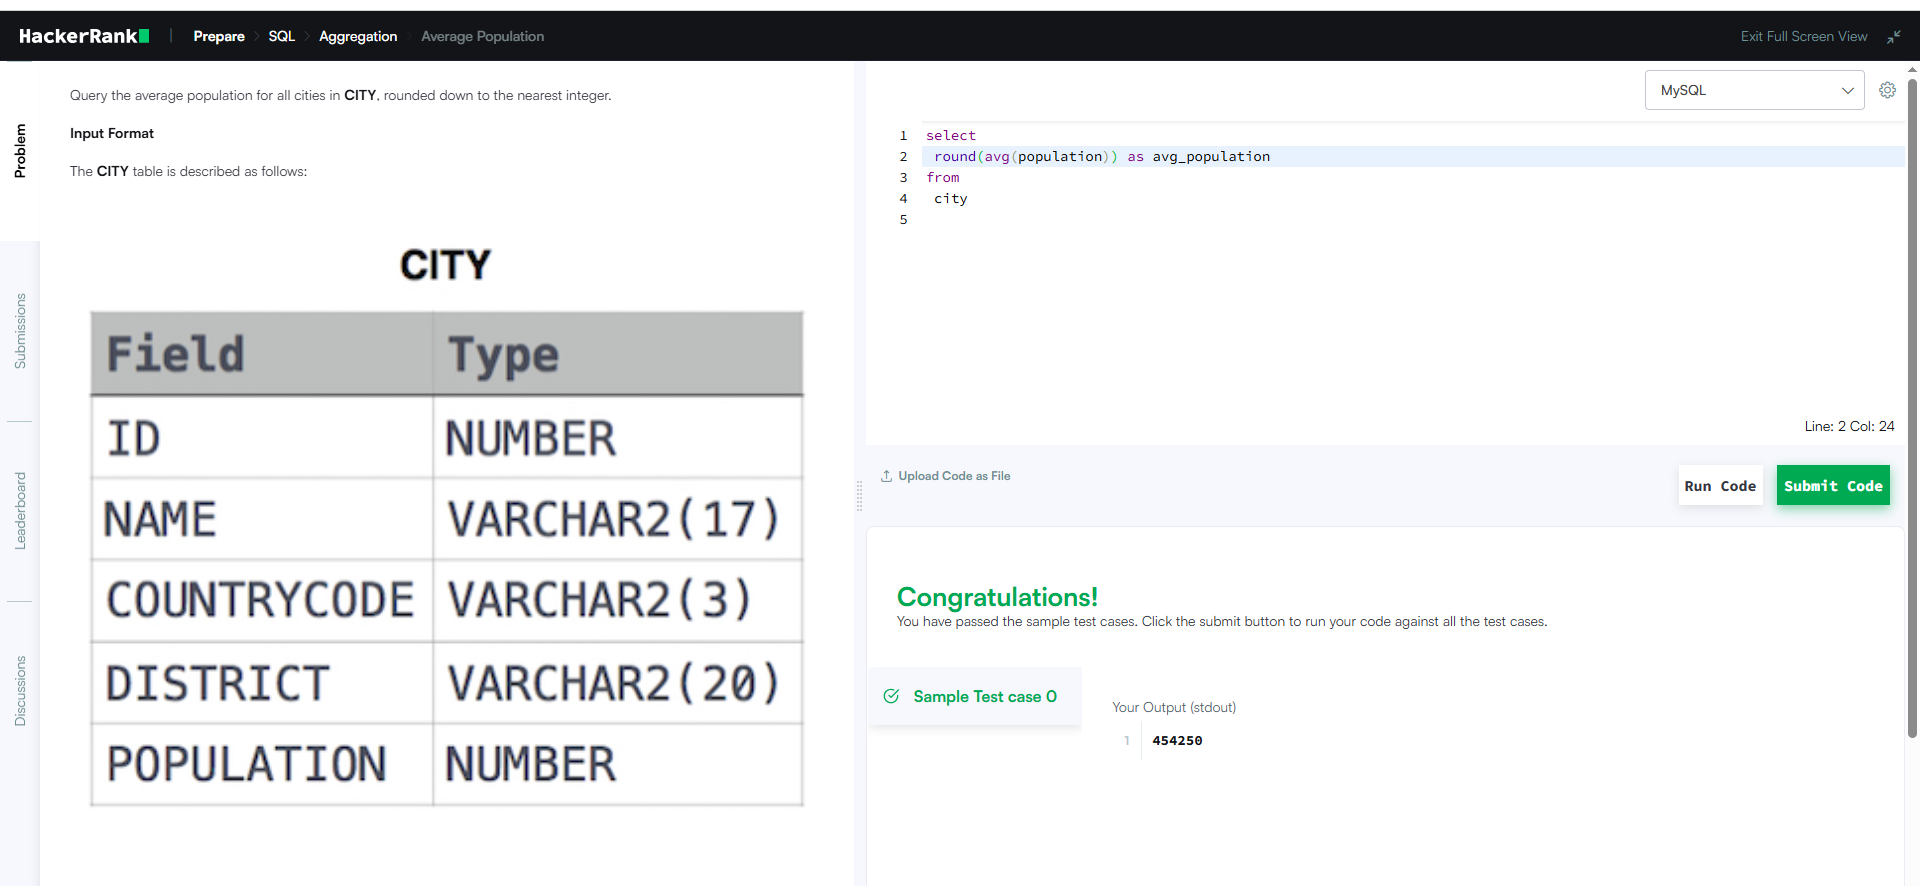 HackerRank | Prepare > SQL > Aggregation > Average Population
Exit Full Screen View
Problem
Submissions
Leaderboard
Discussions
Query the average population for all cities in CITY, rounded down to the nearest integer.
Input Format
The CITY table is described as follows:
CITY
Field Type
ID NUMBER
NAME VARCHAR2(17)
COUNTRYCODE VARCHAR2(3)
DISTRICT VARCHAR2(20)
POPULATION NUMBER
MySQL
1 select
2 round(avg(population)) as avg_population
3 from
4 city
5
Line: 2 Col: 24
Upload Code as File
Run Code
Submit Code
Congratulations!
You have passed the sample test cases. Click the submit button to run your code against all the test cases.
Sample Test case 0
Your Output (stdout)
1 454250